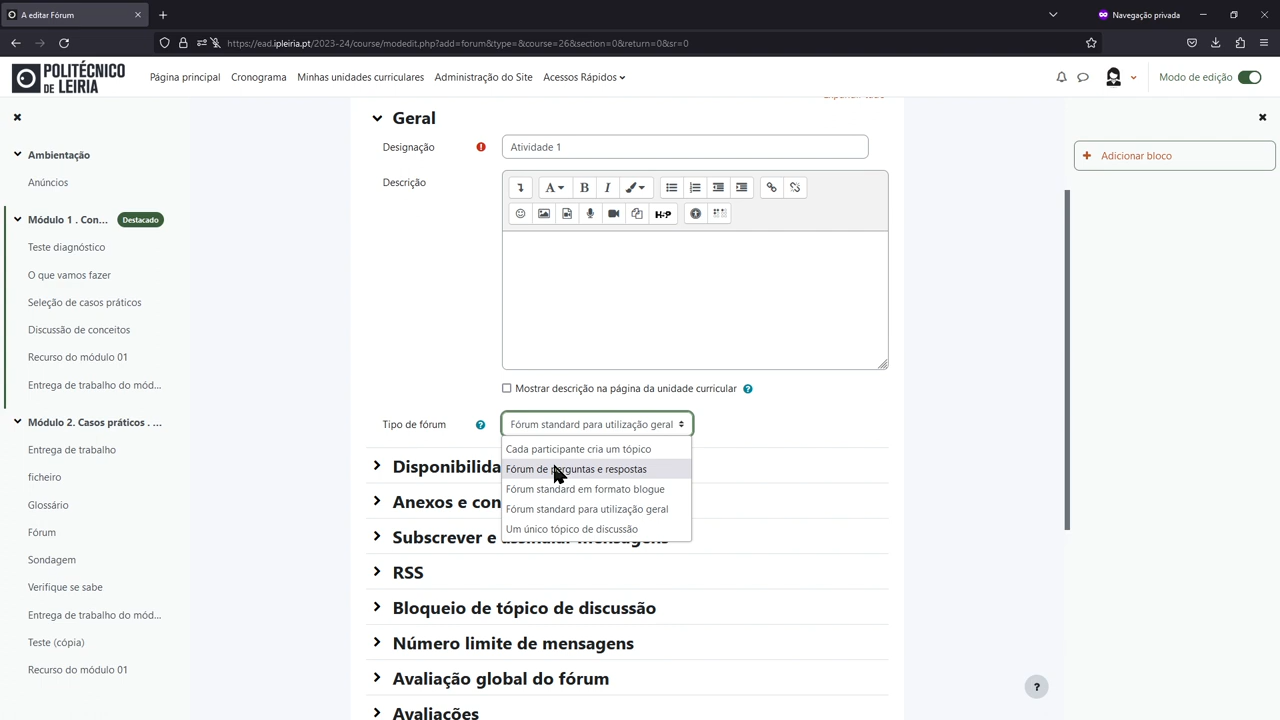 A editar Fórum
Navegação privada
https://ead.ipleiria.pt/2023-24/course/modedit.php?add=forum&type=&course=26&section=0&return=0&sr=0
POLITÉCNICO
DE LEIRIA
Página principal
Cronograma
Minhas unidades curriculares
Administração do Site
Acessos Rápidos
Modo de edição
Ambientação
Anúncios
Módulo 1 . Con...
Destacado
Teste diagnóstico
O que vamos fazer
Seleção de casos práticos
Discussão de conceitos
Recurso do módulo 01
Entrega de trabalho do mód...
Módulo 2. Casos práticos . ...
Entrega de trabalho
ficheiro
Glossário
Fórum
Sondagem
Verifique se sabe
Entrega de trabalho do mód...
Teste (cópia)
Recurso do módulo 01
Geral
Designação
Atividade 1
Descrição
A
B
I
H-P
Mostrar descrição na página da unidade curricular
Tipo de fórum
Fórum standard para utilização geral
Cada participante cria um tópico
Fórum de perguntas e respostas
Fórum standard em formato blogue
Fórum standard para utilização geral
Um único tópico de discussão
Disponibilida
Anexos e con
Subscrever e
RSS
Bloqueio de tópico de discussão
Número limite de mensagens
Avaliação global do fórum
Avaliações
Adicionar bloco
?